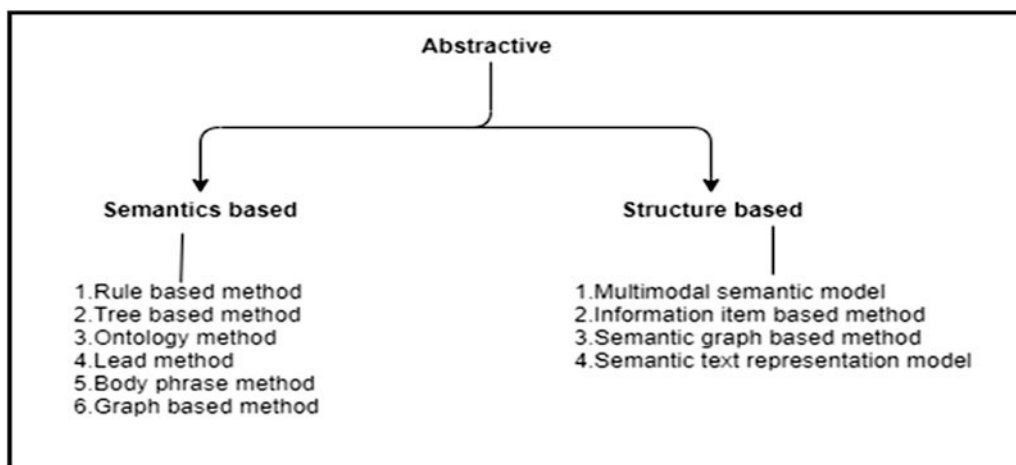 Abstractive
Semantics based
1.Rule based method
2.Tree based method
3.Ontology method
4.Lead method
5.Body phrase method
6.Graph based method
Structure based
1.Multimodal semantic model
2.Information item based method
3.Semantic graph based method
4.Semantic text representation model